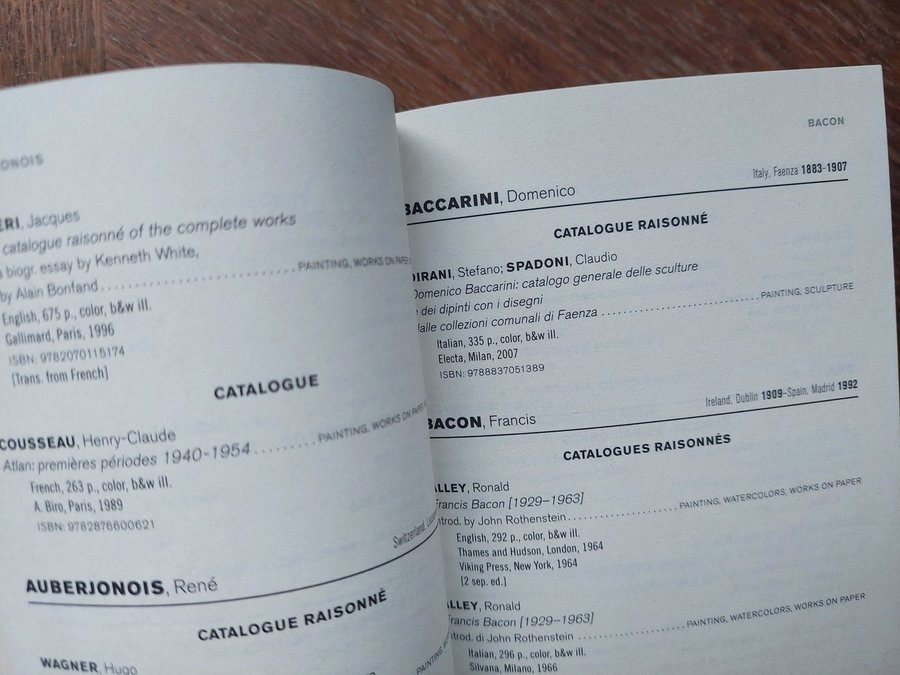 ONOIS
ERI, Jacques
catalogue raisonné of the complete works
biogr. essay by Kenneth White,
by Alain Bonfand ........ PAINTING, WORKS ON PAPER
English, 675 p., color, b&w ill.
Gallimard, Paris, 1996
ISBN: 9782070115174
[Trans. from French]
CATALOGUE
COUSSEAU, Henry-Claude
Atlan: premières périodes 1940-1954 ........ PAINTING, WORKS ON PAPER
French, 263 p., color, b&w ill.
A. Biro, Paris, 1989
ISBN: 9782876600621
Switzerland,
AUBERJONOIS, René
CATALOGUE RAISONNÉ
WAGNER, Hugo
PAINTING,
BACON
Italy, Faenza 1883-1907
BACCARINI, Domenico
CATALOGUE RAISONNÉ
DIRANI, Stefano; SPADONI, Claudio
Domenico Baccarini: catalogo generale delle sculture
e dei dipinti con i disegni
dalle collezioni comunali di Faenza ........ PAINTING, SCULPTURE
Italian, 335 p., color, b&w ill.
Electa, Milan, 2007
ISBN: 9788837051389
Ireland, Dublin 1909–Spain, Madrid 1992
BACON, Francis
CATALOGUES RAISONNÉS
ALLEY, Ronald
Francis Bacon [1929–1963]
Introd. by John Rothenstein ........ PAINTING, WATERCOLORS, WORKS ON PAPER
English, 292 p., color, b&w ill.
Thames and Hudson, London, 1964
Viking Press, New York, 1964
[2 sep. ed.]
ALLEY, Ronald
Francis Bacon [1929–1963]
Introd. di John Rothenstein ........ PAINTING, WATERCOLORS, WORKS ON PAPER
Italian, 296 p., color, b&w ill.
Silvana, Milano, 1966